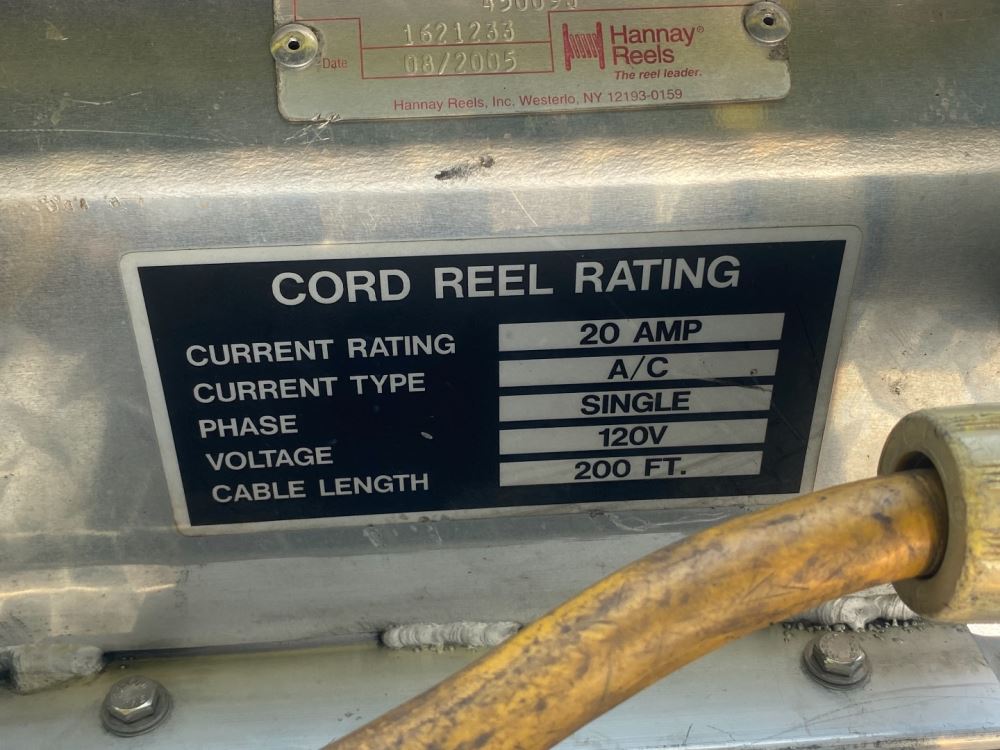 1621233
Date 08/2005
Hannay®
Reels
The reel leader.
Hannay Reels, Inc. Westerlo, NY 12193-0159
CORD REEL RATING
CURRENT RATING 20 AMP
CURRENT TYPE A/C
PHASE SINGLE
VOLTAGE 120V
CABLE LENGTH 200 FT.